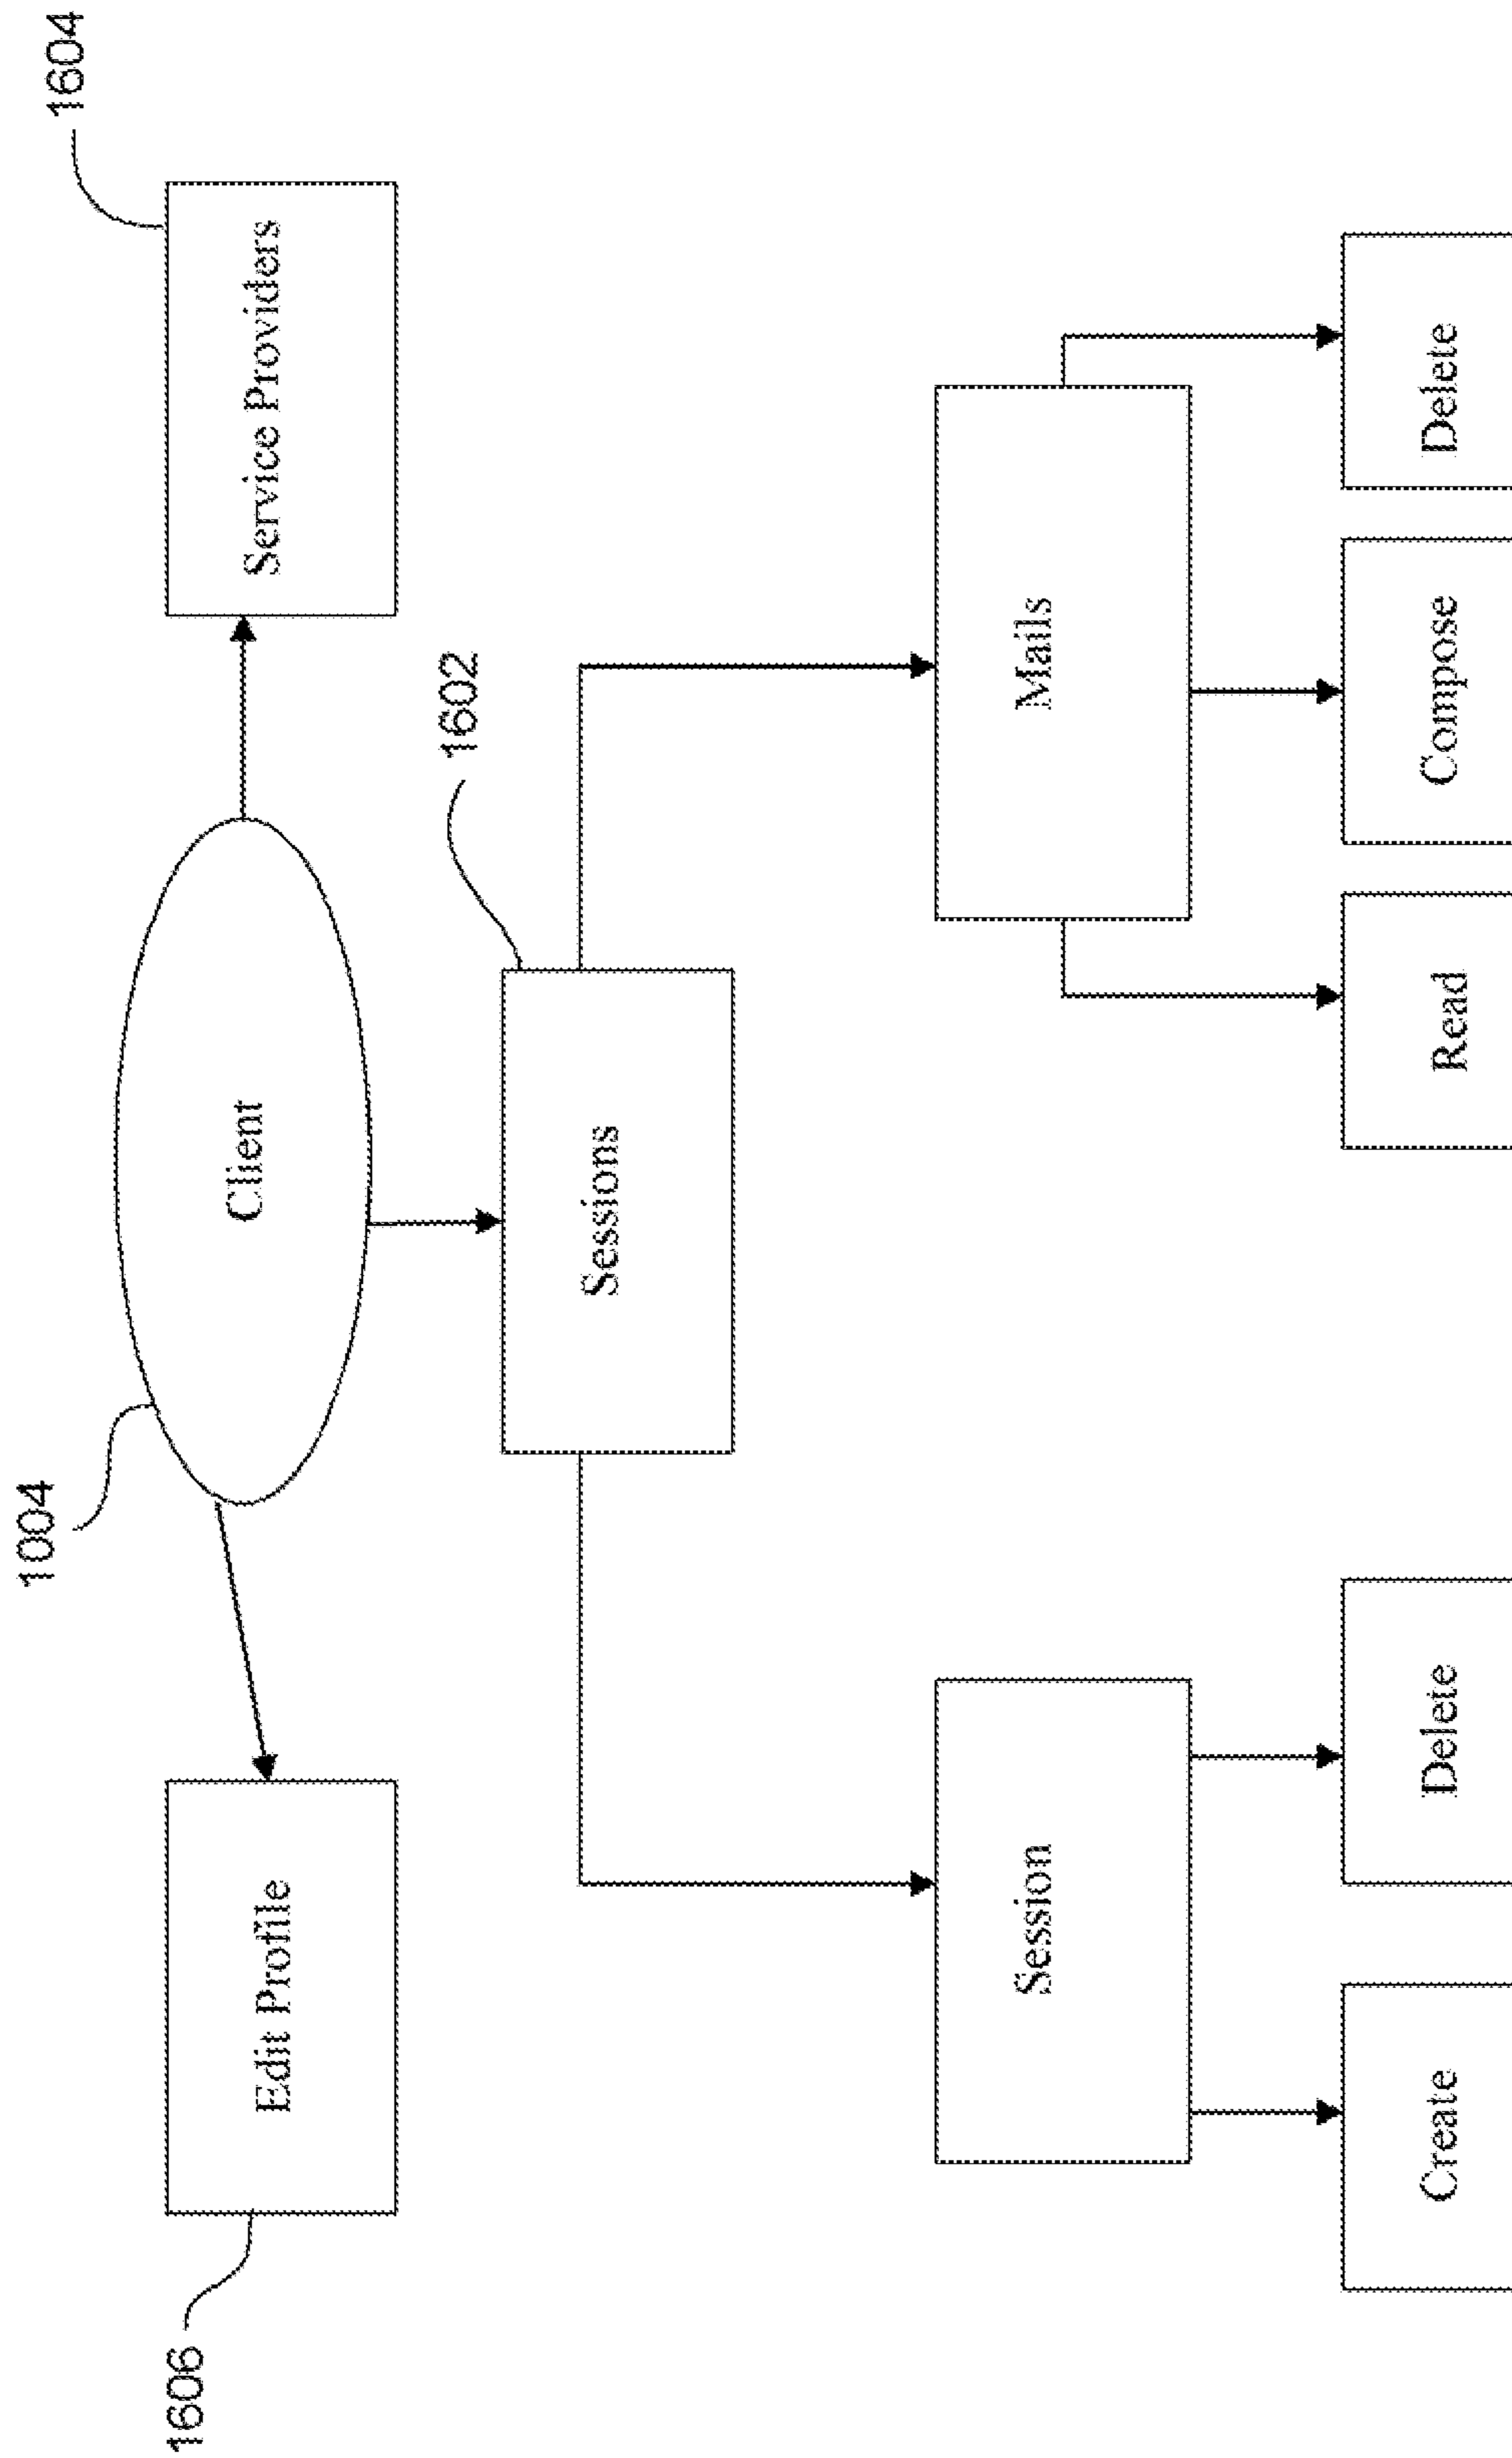 1604
1004
Client
Edit Profile
Service Providers
1606
1602
Sessions
Session
Mails
Create
Delete
Read
Compose
Delete